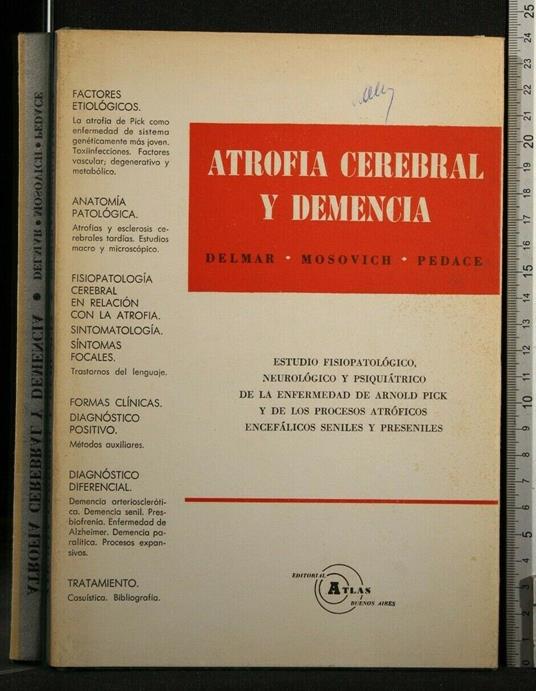 FACTORES
ETIOLÓGICOS.
La atrofia de Pick como
enfermedad de sistema
genéticamente más joven.
Toxiinfecciones. Factores
vascular; degenerativo y
metabólico.
ANATOMÍA
PATOLÓGICA.
Atrofias y esclerosis ce-
rebrales tardías. Estudios
macro y microscópico.
FISIOPATOLOGÍA
CEREBRAL
EN RELACIÓN
CON LA ATROFIA.
SINTOMATOLOGÍA.
SÍNTOMAS
FOCALES.
Trastornos del lenguaje.
FORMAS CLÍNICAS.
DIAGNÓSTICO
POSITIVO.
Métodos auxiliares.
DIAGNÓSTICO
DIFERENCIAL.
Demencia arterioscleróti-
ca. Demencia senil. Pres-
biofrenia. Enfermedad de
Alzheimer. Demencia pa-
ralítica. Procesos expan-
sivos.
TRATAMIENTO.
Casuística. Bibliografía.
ATROFIA CEREBRAL
Y DEMENCIA
DELMAR • MOSOVICH • PEDACE
ESTUDIO FISIOPATOLÓGICO,
NEUROLÓGICO Y PSIQUIÁTRICO
DE LA ENFERMEDAD DE ARNOLD PICK
Y DE LOS PROCESOS ATRÓFICOS
ENCEFÁLICOS SENILES Y PRESENILES
EDITORIAL
ATLAS
BUENOS AIRES
ATROFIA CEREBRAL Y DEMENCIA • DELMAR • MOSOVICH • PEDACE
25
20
15
10
5